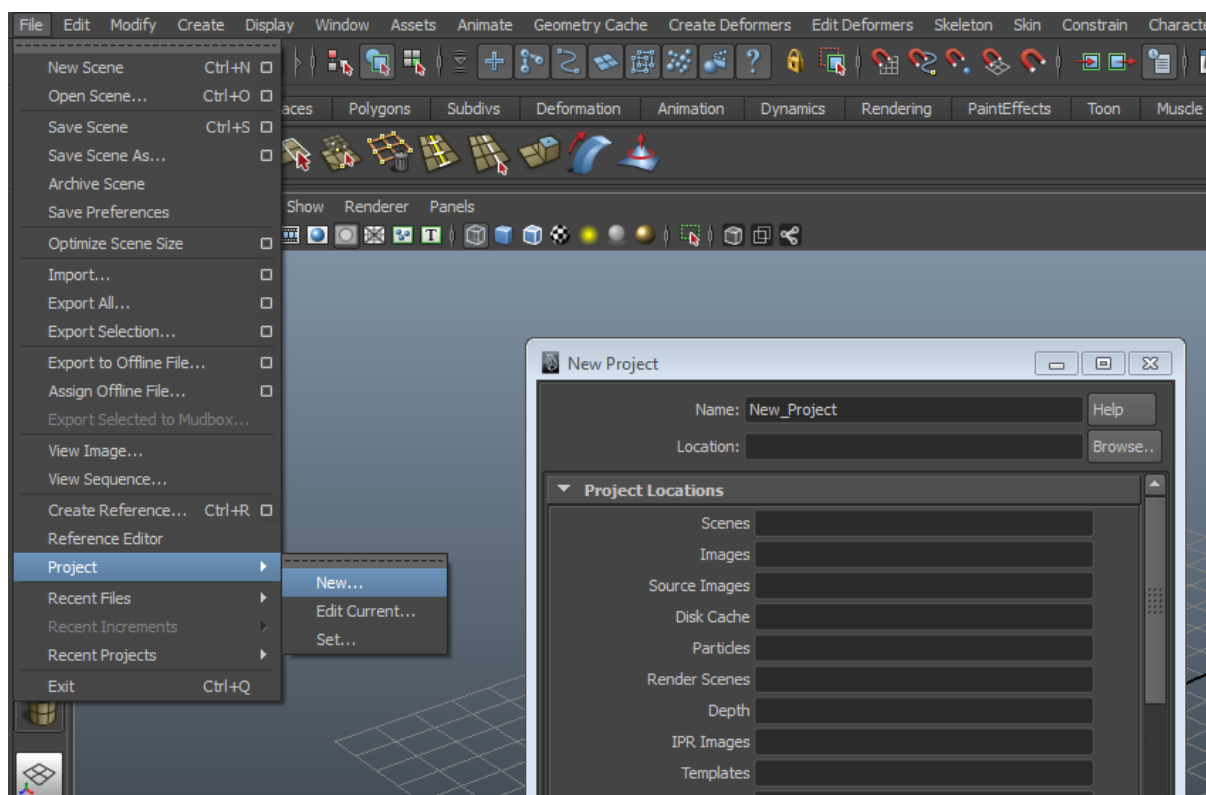 File Edit Modify Create Display Window Assets Animate Geometry Cache Create Deformers Edit Deformers Skeleton Skin Constrain
New Scene Ctrl+N
Open Scene... Ctrl+O
Save Scene Ctrl+S
Save Scene As...
Archive Scene
Save Preferences
Optimize Scene Size
Import...
Export All...
Export Selection...
Export to Offline File...
Assign Offline File...
Export Selected to Mudbox...
View Image...
View Sequence...
Create Reference... Ctrl+R
Reference Editor
Project
Recent Files
Recent Increments
Recent Projects
Exit Ctrl+Q
New...
Edit Current...
Set...
Polygons Subdivs Deformation Animation Dynamics Rendering PaintEffects Toon Muscle
Show Renderer Panels
T
New Project
Name: New_Project Help
Location: Browse..
Project Locations
Scenes
Images
Source Images
Disk Cache
Particles
Render Scenes
Depth
IPR Images
Templates